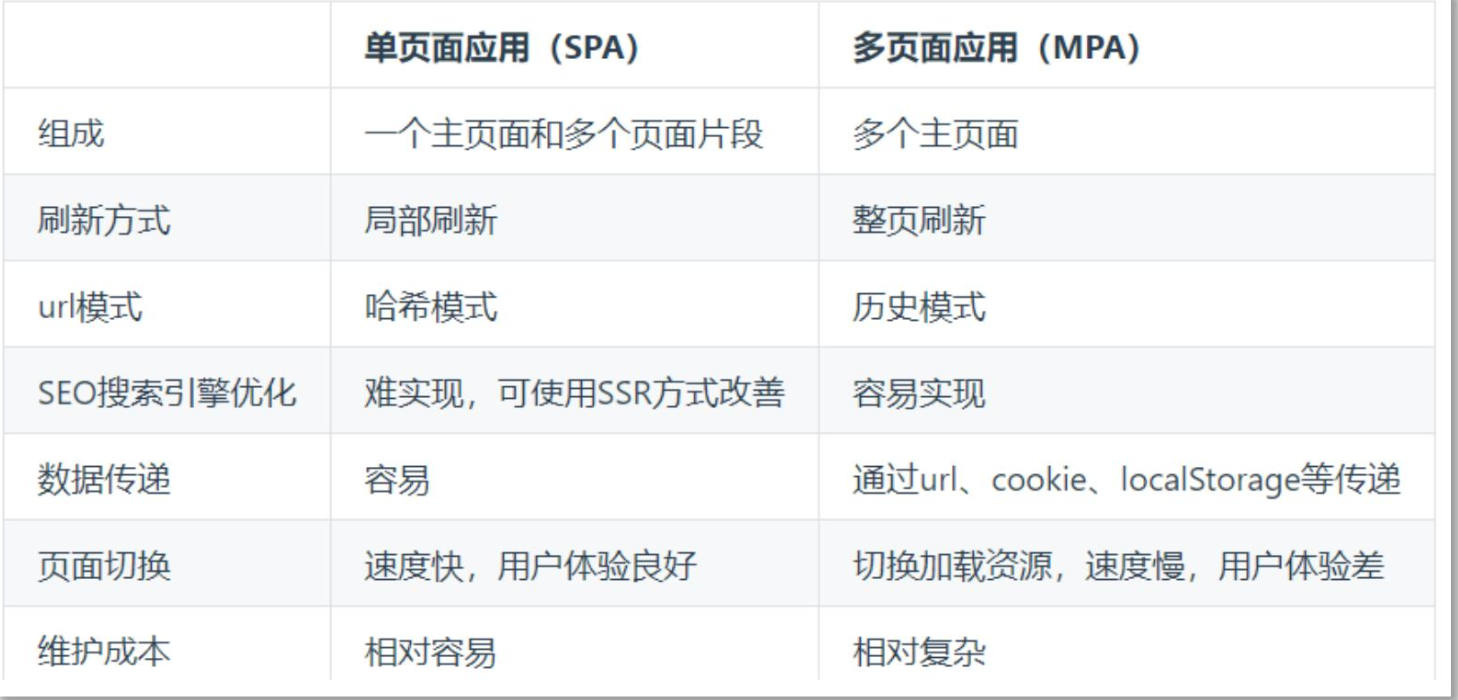 单页面应用（SPA） 多页面应用（MPA）
组成 一个主页面和多个页面片段 多个主页面
刷新方式 局部刷新 整页刷新
url模式 哈希模式 历史模式
SEO搜索引擎优化 难实现，可使用SSR方式改善 容易实现
数据传递 容易 通过url、cookie、localStorage等传递
页面切换 速度快，用户体验良好 切换加载资源，速度慢，用户体验差
维护成本 相对容易 相对复杂